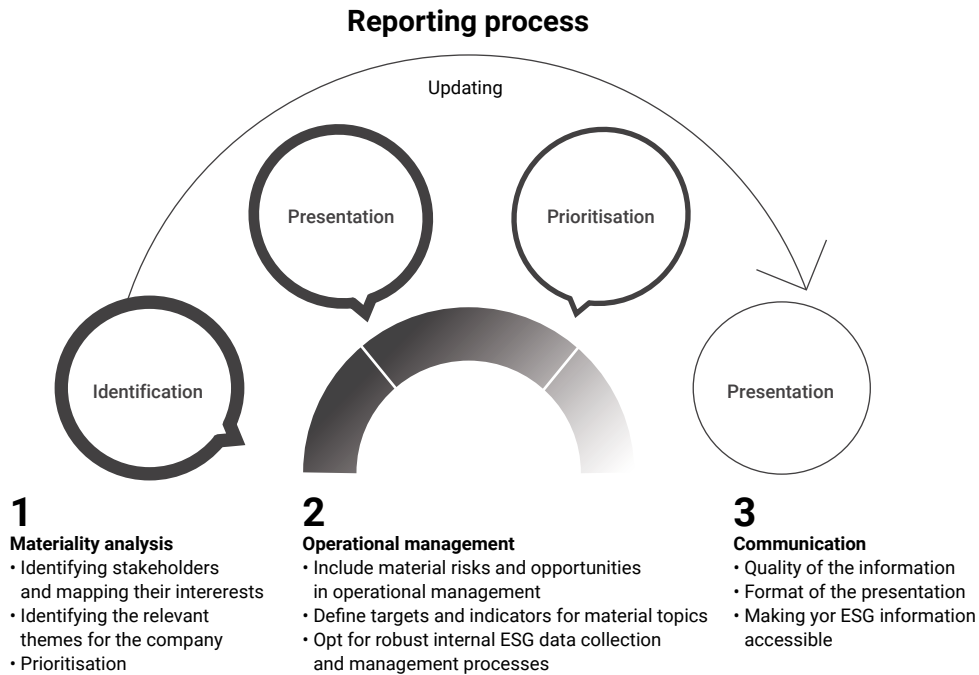 Reporting process
Updating
Presentation
Prioritisation
Identification
Presentation
1
Materiality analysis
• Identifying stakeholders
and mapping their intererests
• Identifying the relevant
themes for the company
• Prioritisation
2
Operational management
• Include material risks and opportunities
in operational management
• Define targets and indicators for material topics
• Opt for robust internal ESG data collection
and management processes
3
Communication
• Quality of the information
• Format of the presentation
• Making yor ESG information
accessible